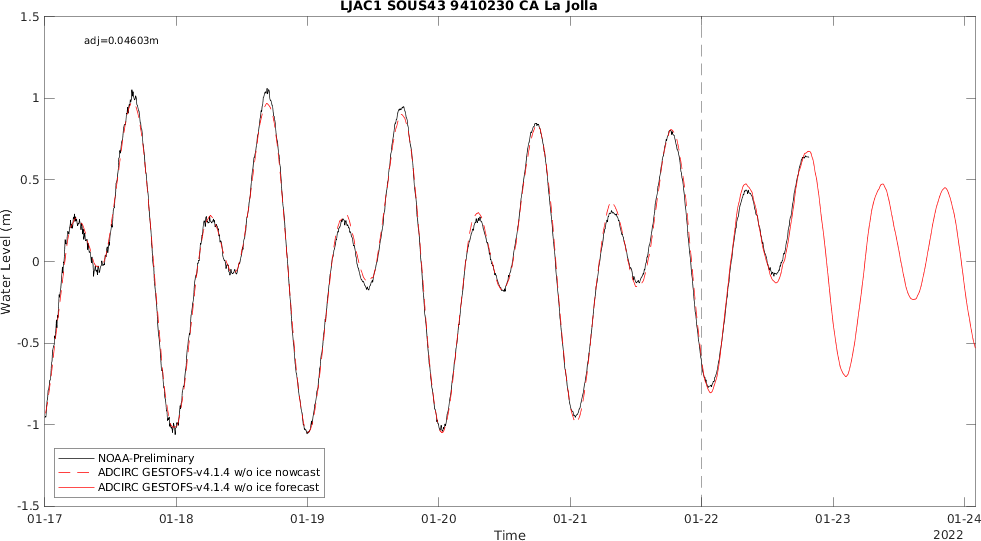 LJAC1 SOUS43 9410230 CA La Jolla
adj=0.04603m
1.5
1
0.5
0
-0.5
-1
-1.5
Water Level (m)
NOAA-Preliminary
ADCIRC GESTOFS-v4.1.4 w/o ice nowcast
ADCIRC GESTOFS-v4.1.4 w/o ice forecast
01-17 01-18 01-19 01-20 01-21 01-22 01-23 01-24
Time
2022